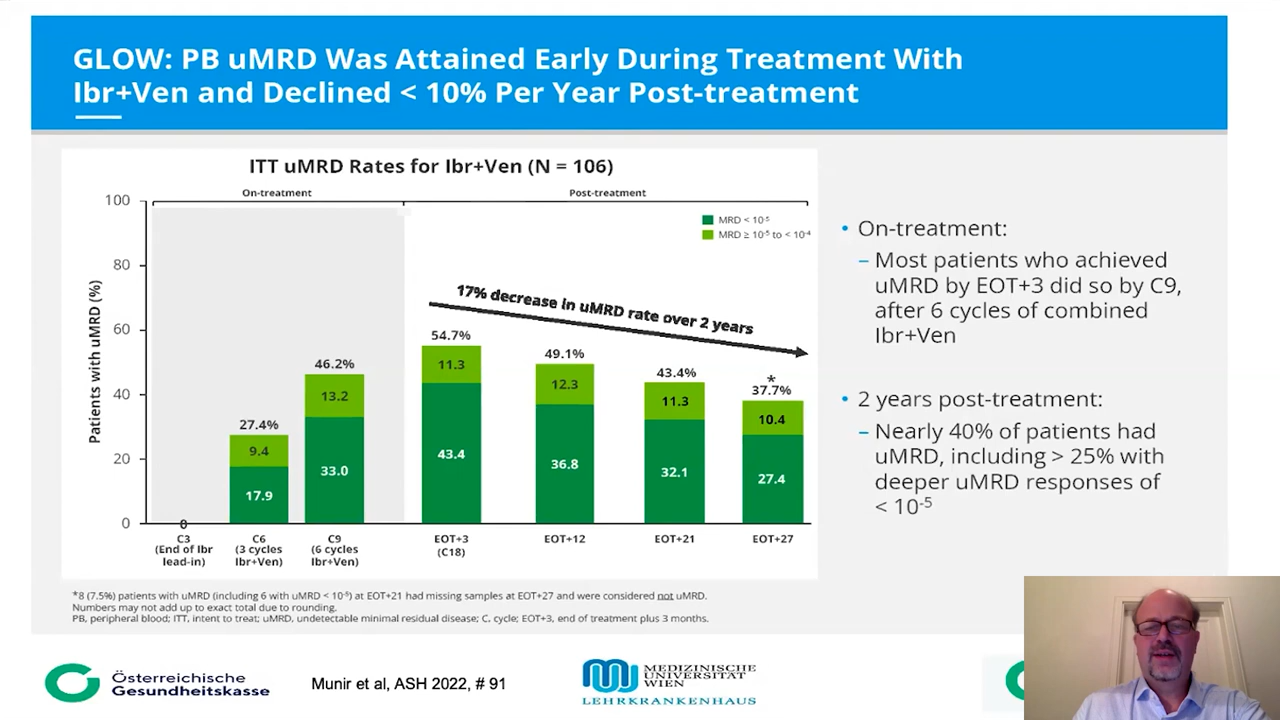 GLOW: PB uMRD Was Attained Early During Treatment With
Ibr+Ven and Declined < 10% Per Year Post-treatment
ITT uMRD Rates for Ibr+Ven (N = 106)
On-treatment
Post-treatment
100
80
60
40
20
0
Patients with uMRD (%)
MRD < 10⁻⁵
MRD ≥ 10⁻⁵ to < 10⁻⁴
17% decrease in uMRD rate over 2 years
0
27.4%
9.4
17.9
46.2%
13.2
33.0
54.7%
11.3
43.4
49.1%
12.3
36.8
43.4%
11.3
32.1
*
37.7%
10.4
27.4
C3
(End of Ibr
lead-in)
C6
(3 cycles
Ibr+Ven)
C9
(6 cycles
Ibr+Ven)
EOT+3
(C18)
EOT+12
EOT+21
EOT+27
• On-treatment:
– Most patients who achieved
uMRD by EOT+3 did so by C9,
after 6 cycles of combined
Ibr+Ven
• 2 years post-treatment:
– Nearly 40% of patients had
uMRD, including > 25% with
deeper uMRD responses of
< 10⁻⁵
*8 (7.5%) patients with uMRD (including 6 with uMRD < 10⁻⁵) at EOT+21 had missing samples at EOT+27 and were considered not uMRD.
Numbers may not add up to exact total due to rounding.
PB, peripheral blood; ITT, intent to treat; uMRD, undetectable minimal residual disease; C, cycle; EOT+3, end of treatment plus 3 months.
Österreichische
Gesundheitskasse
Munir et al, ASH 2022, # 91
MEDIZINISCHE
UNIVERSITÄT
WIEN
LEHRKRANKENHAUS